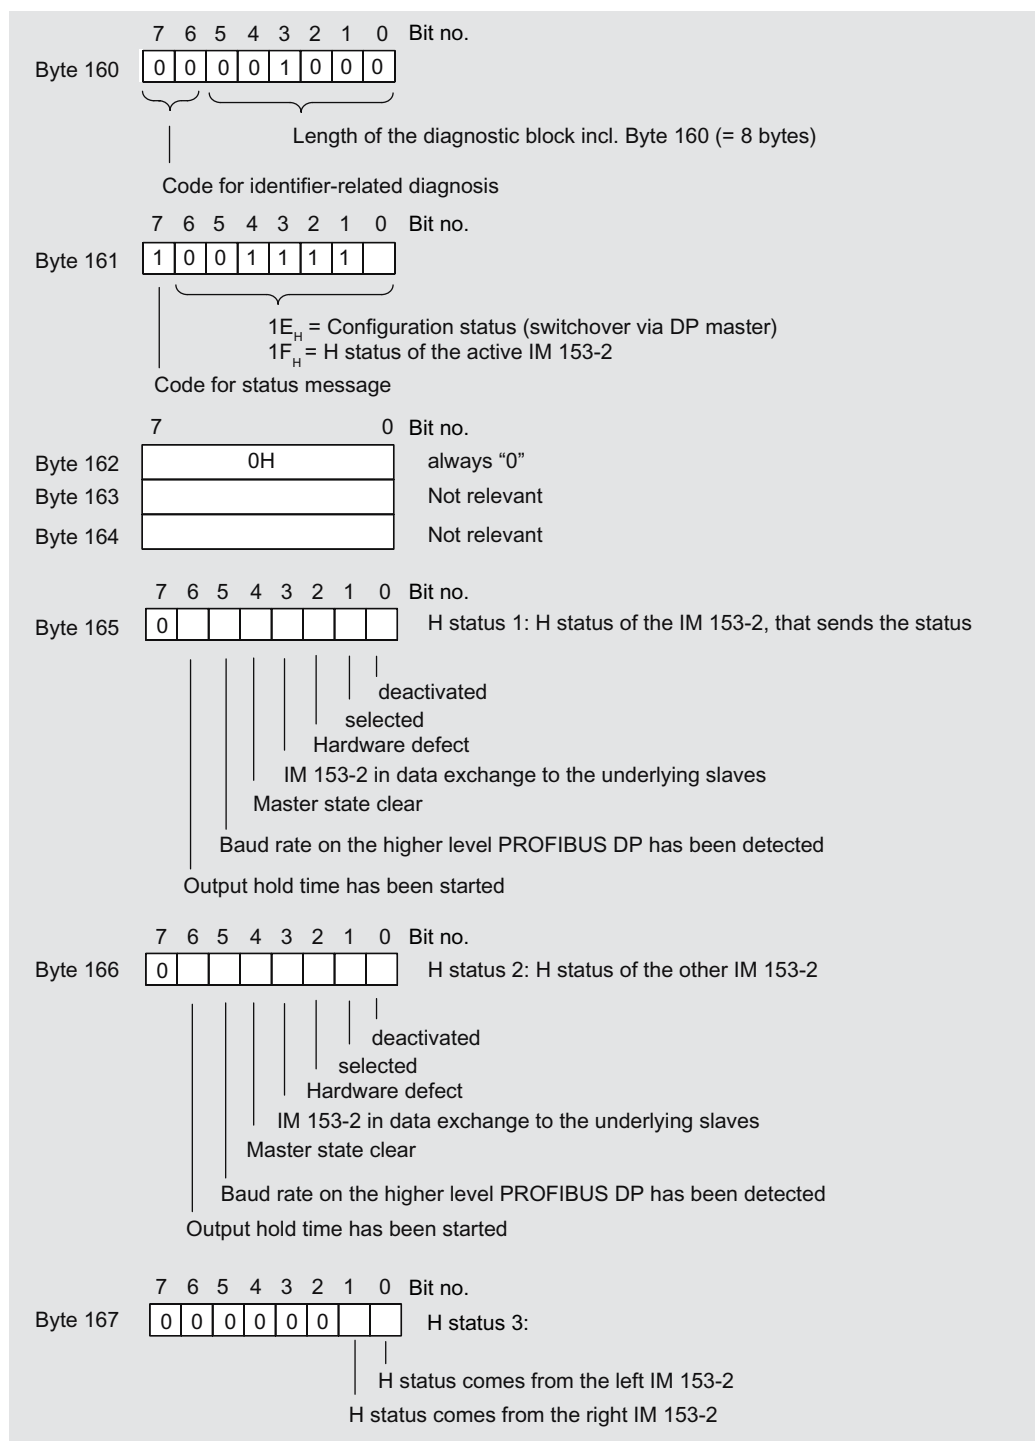 7 6 5 4 3 2 1 0 Bit no.
Byte 160 0 0 0 0 1 0 0 0
Length of the diagnostic block incl. Byte 160 (= 8 bytes)
Code for identifier-related diagnosis
7 6 5 4 3 2 1 0 Bit no.
Byte 161 1 0 0 1 1 1 1
1EH = Configuration status (switchover via DP master)
1FH = H status of the active IM 153-2
Code for status message
7 0 Bit no.
Byte 162 0H always “0”
Byte 163 Not relevant
Byte 164 Not relevant
7 6 5 4 3 2 1 0 Bit no.
Byte 165 0 H status 1: H status of the IM 153-2, that sends the status
deactivated
selected
Hardware defect
IM 153-2 in data exchange to the underlying slaves
Master state clear
Baud rate on the higher level PROFIBUS DP has been detected
Output hold time has been started
7 6 5 4 3 2 1 0 Bit no.
Byte 166 0 H status 2: H status of the other IM 153-2
deactivated
selected
Hardware defect
IM 153-2 in data exchange to the underlying slaves
Master state clear
Baud rate on the higher level PROFIBUS DP has been detected
Output hold time has been started
7 6 5 4 3 2 1 0 Bit no.
Byte 167 0 0 0 0 0 0 H status 3:
H status comes from the left IM 153-2
H status comes from the right IM 153-2